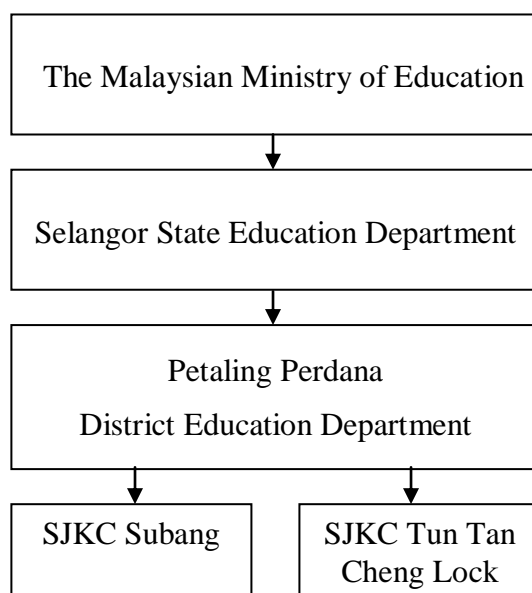 The Malaysian Ministry of Education
Selangor State Education Department
Petaling Perdana
District Education Department
SJKC Subang
SJKC Tun Tan
Cheng Lock